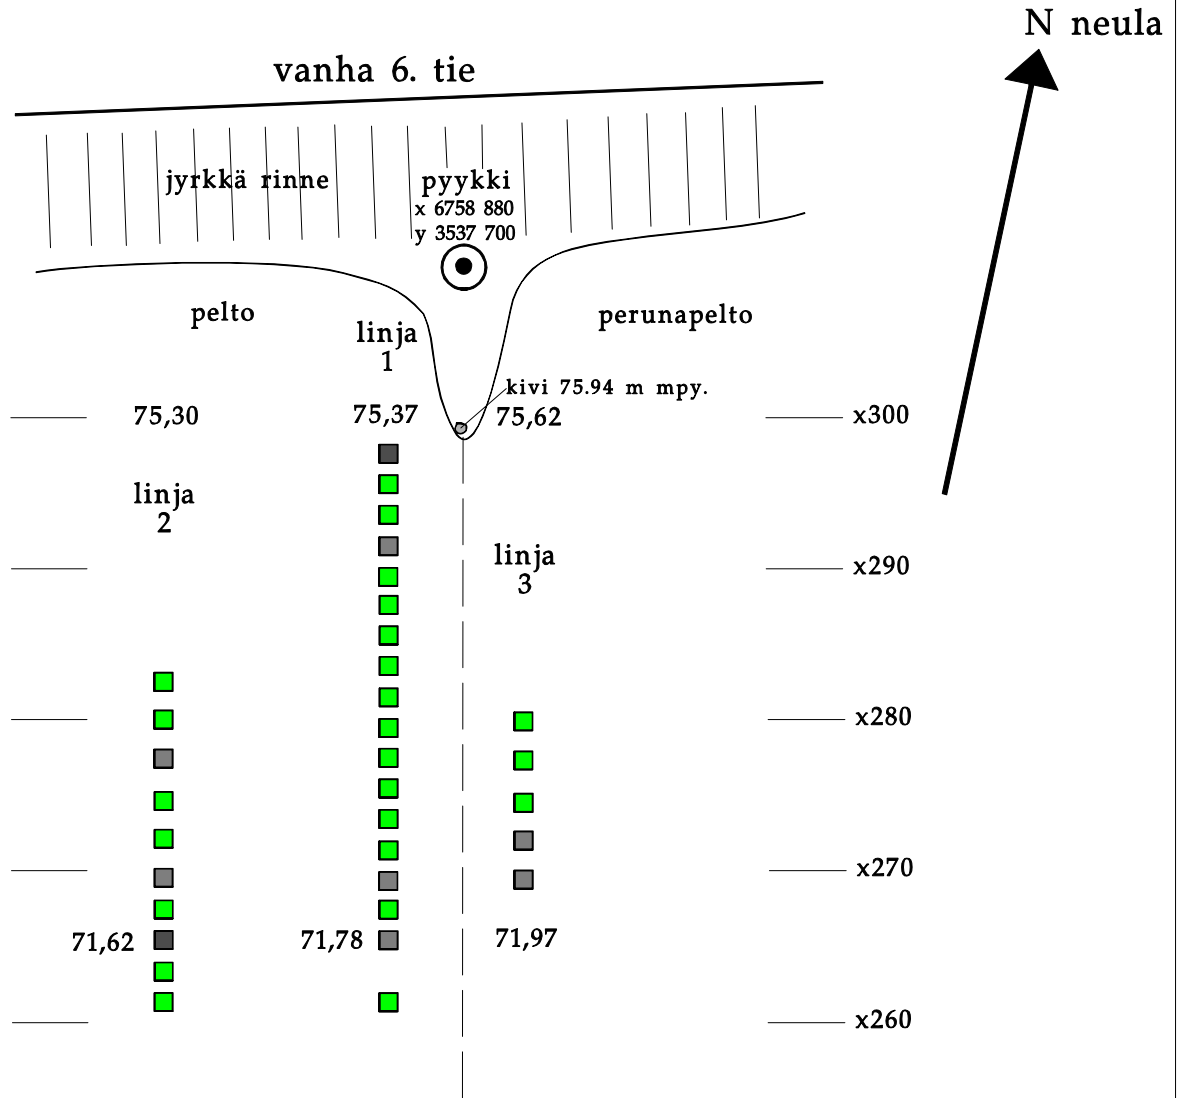 N neula
vanha 6. tie
jyrkkä rinne
pyykki
x 6758 880
y 3537 700
pelto
perunapelto
linja
1
kivi 75.94 m mpy.
75,30
75,37
75,62
x300
linja
2
linja
3
x290
x280
x270
71,62
71,78
71,97
x260